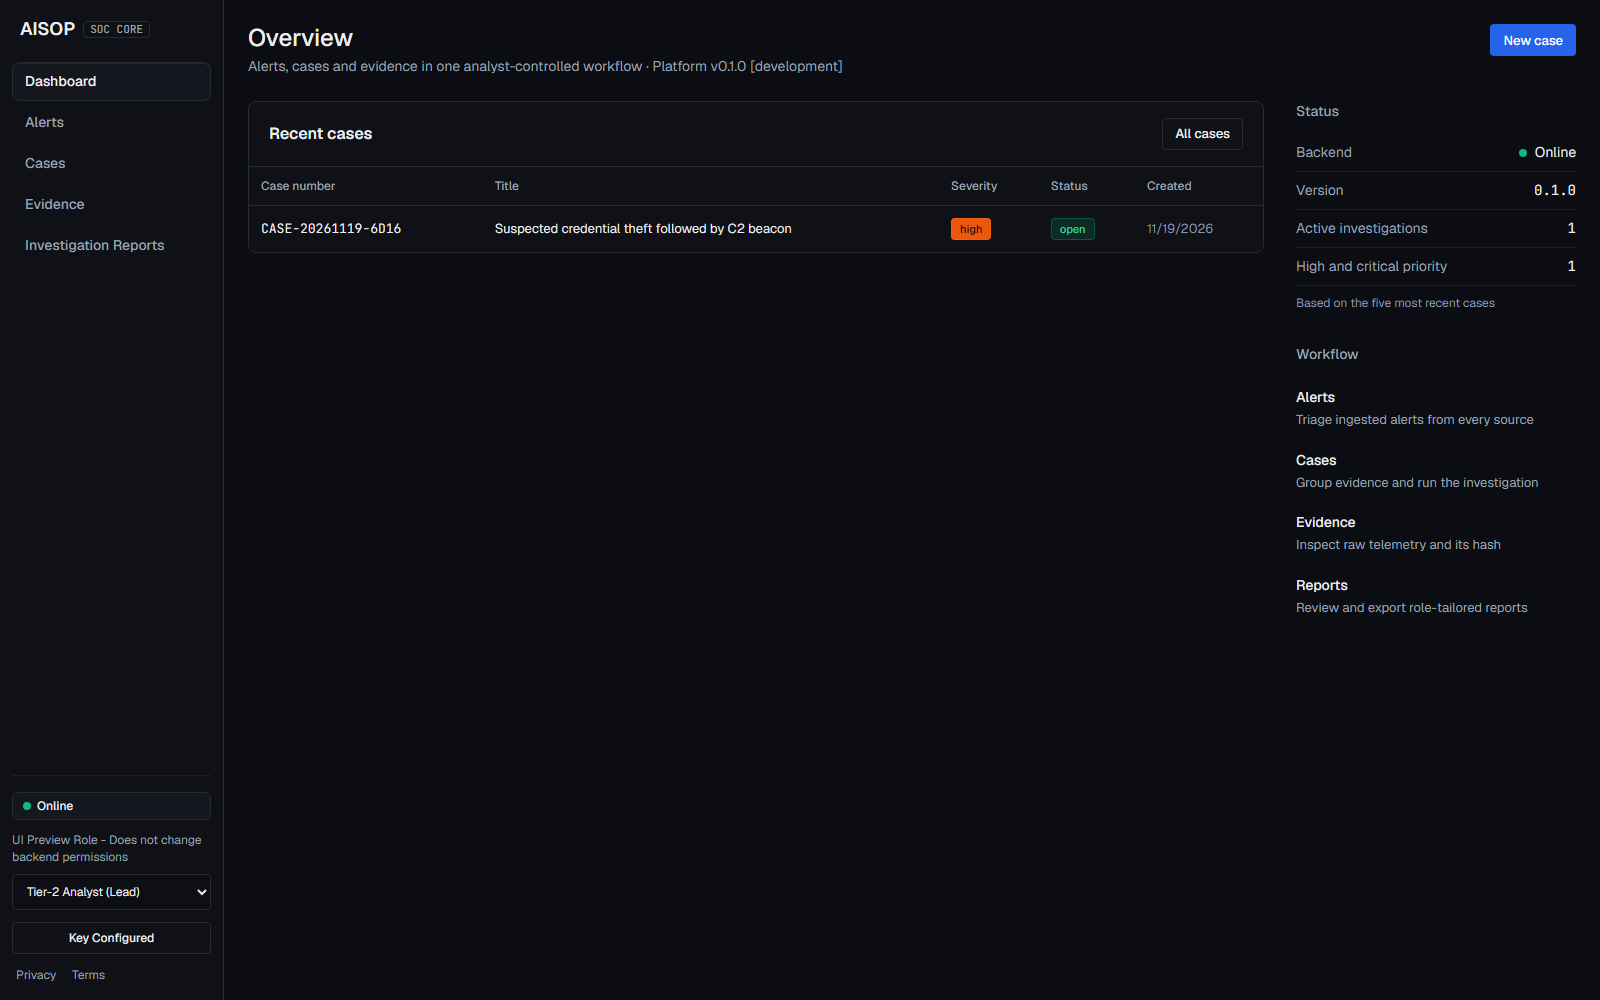 AISOP SOC CORE
Dashboard
Alerts
Cases
Evidence
Investigation Reports
Online
UI Preview Role - Does not change
backend permissions
Tier-2 Analyst (Lead)
Key Configured
Privacy Terms
Overview
Alerts, cases and evidence in one analyst-controlled workflow · Platform v0.1.0 [development]
New case
Recent cases
All cases
Case number Title Severity Status Created
CASE-20261119-6D16 Suspected credential theft followed by C2 beacon high open 11/19/2026
Status
Backend Online
Version 0.1.0
Active investigations 1
High and critical priority 1
Based on the five most recent cases
Workflow
Alerts
Triage ingested alerts from every source
Cases
Group evidence and run the investigation
Evidence
Inspect raw telemetry and its hash
Reports
Review and export role-tailored reports